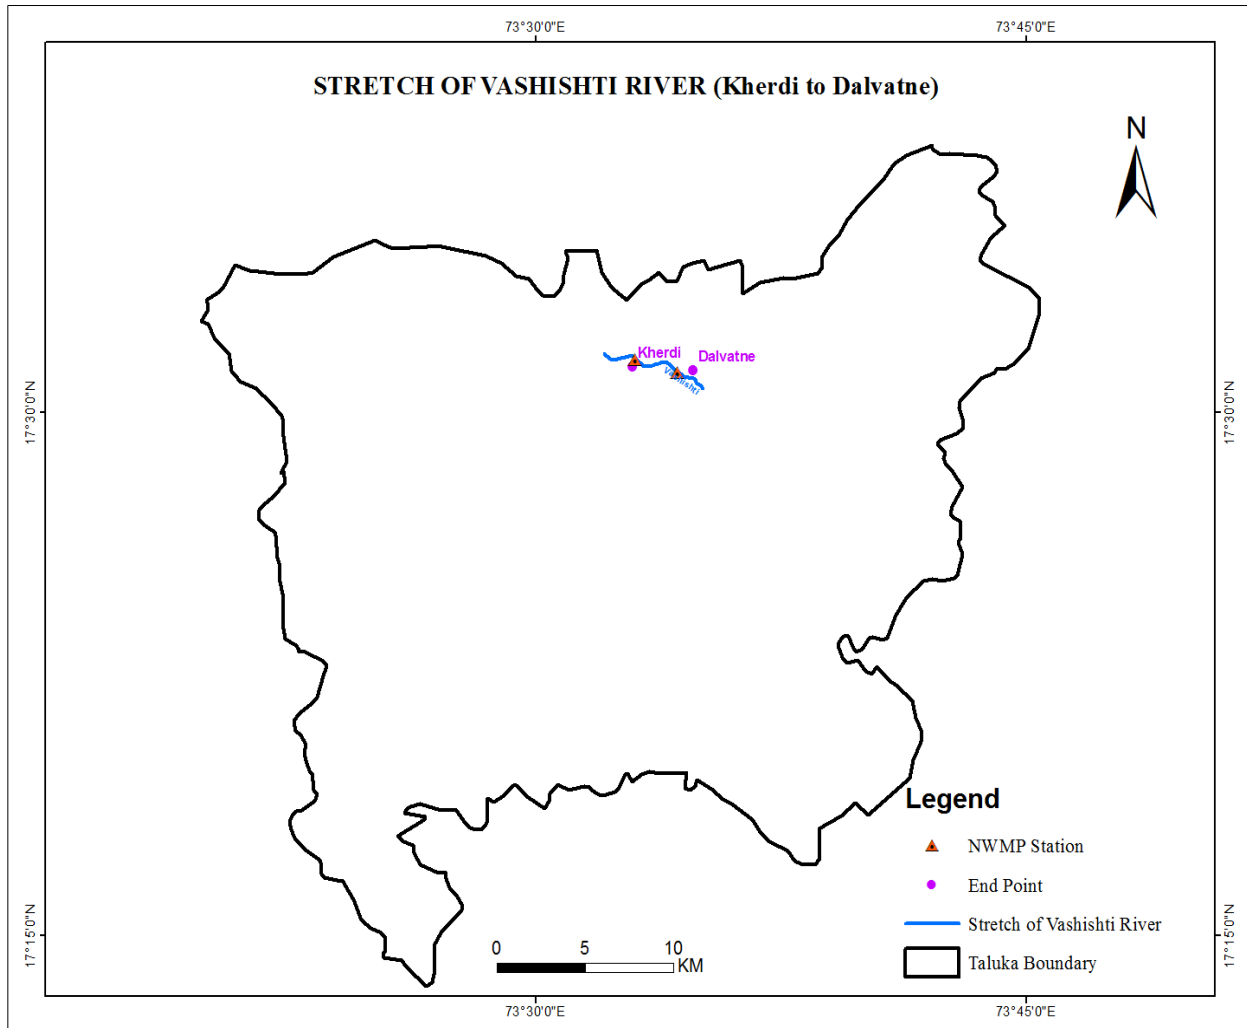 73°30'0"E
73°45'0"E
STRETCH OF VASHISHTI RIVER (Kherdi to Dalvatne)
N
Kherdi
Dalvatne
Vashishti
17°30'0"N
17°30'0"N
Legend
NWMP Station
End Point
Stretch of Vashishti River
Taluka Boundary
0 5 10
KM
17°15'0"N
17°15'0"N
73°30'0"E
73°45'0"E